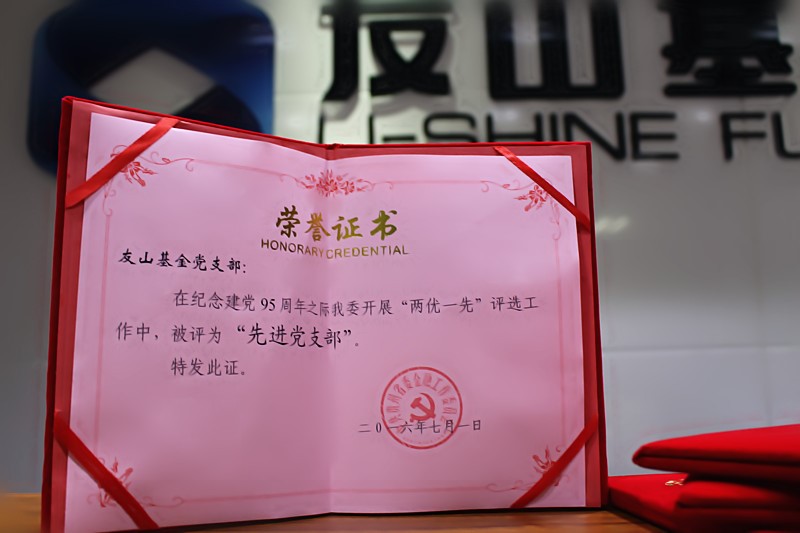 友山基
U-SHINE FU
荣誉证书
HONORARY CREDENTIAL
友山基金党支部：
在纪念建党 95 周年之际我委开展“两优一先”评选工
作中，被评为“先进党支部”。
特发此证。
二〇一六年七月一日